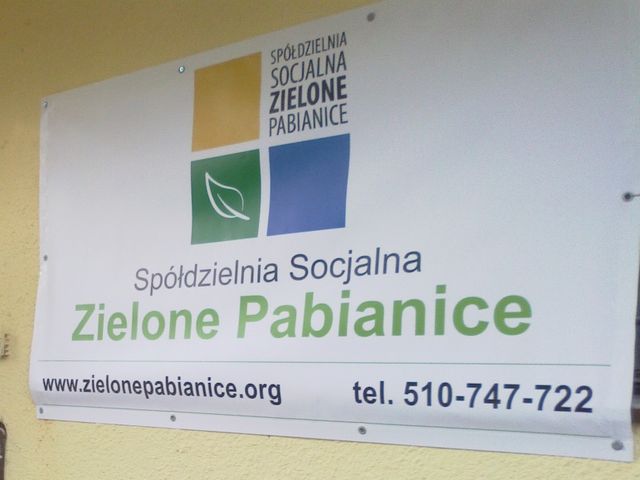 SPÓŁDZIELNIA
SOCJALNA
ZIELONE
PABIANICE
Spółdzielnia Socjalna
Zielone Pabianice
www.zielonepabianice.org
tel. 510-747-722